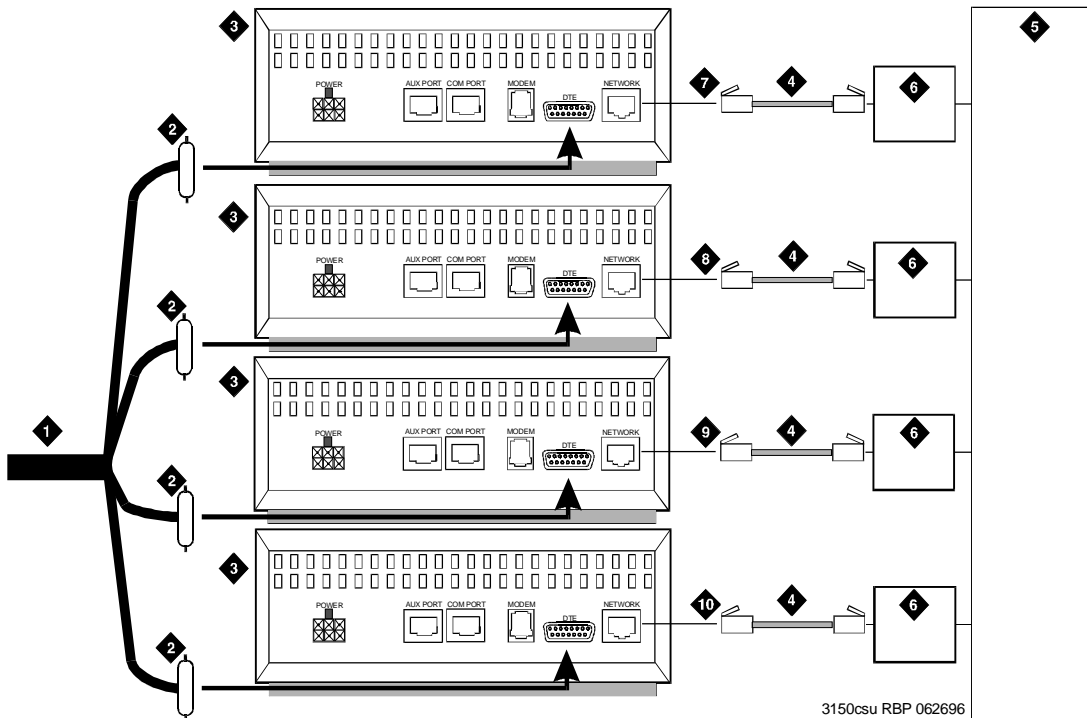 3
5
POWER
AUX PORT COM PORT MODEM DTE NETWORK
7 4 6
2
3
POWER
AUX PORT COM PORT MODEM DTE NETWORK
8 4 6
2
3
POWER
AUX PORT COM PORT MODEM DTE NETWORK
9 4 6
1
2
3
POWER
AUX PORT COM PORT MODEM DTE NETWORK
10 4 6
2
3150csu RBP 062696